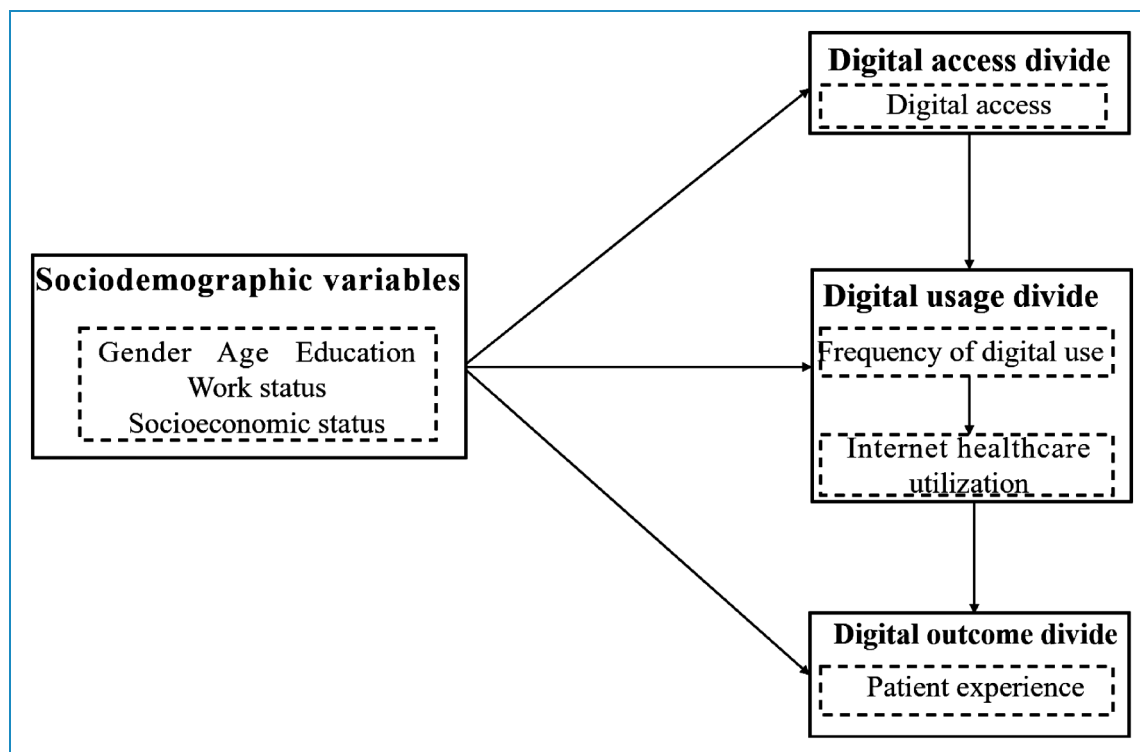 Digital access divide
Digital access
Sociodemographic variables
Gender Age Education
Work status
Socioeconomic status
Digital usage divide
Frequency of digital use
Internet healthcare
utilization
Digital outcome divide
Patient experience